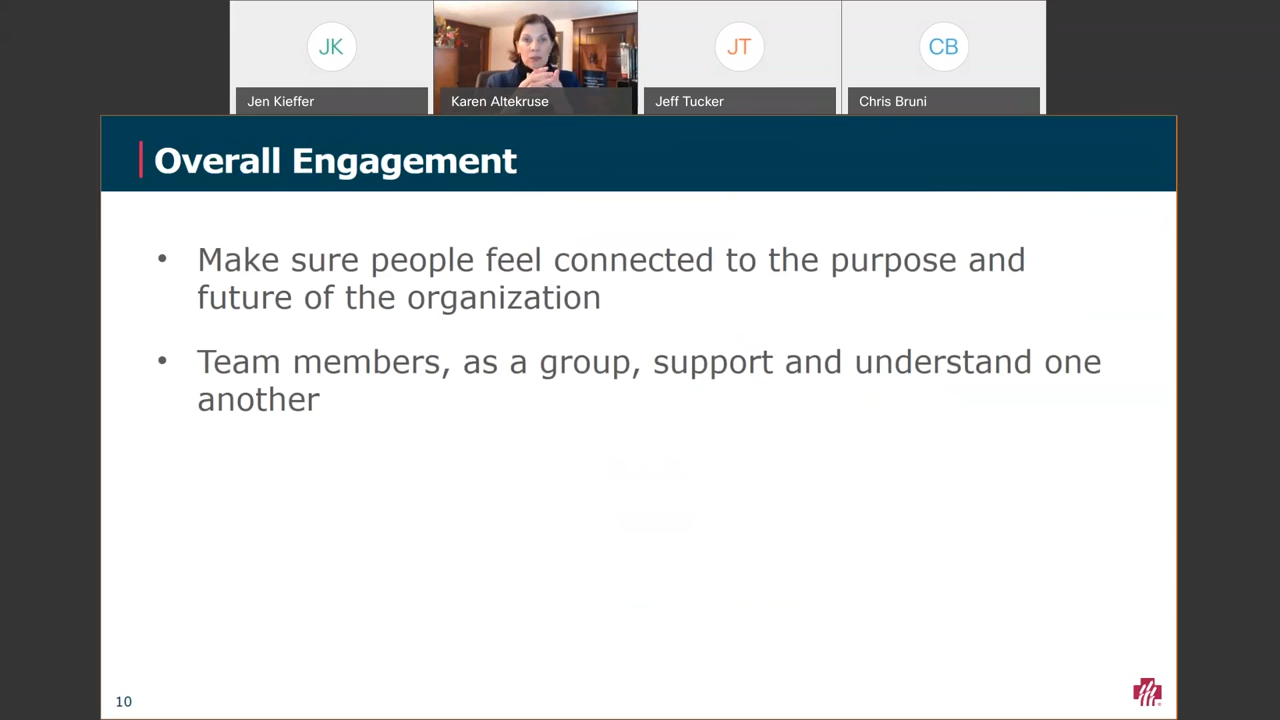 JK
JT
CB
Jen Kieffer
Karen Altekruse
Jeff Tucker
Chris Bruni
Overall Engagement
• Make sure people feel connected to the purpose and
future of the organization
• Team members, as a group, support and understand one
another
10